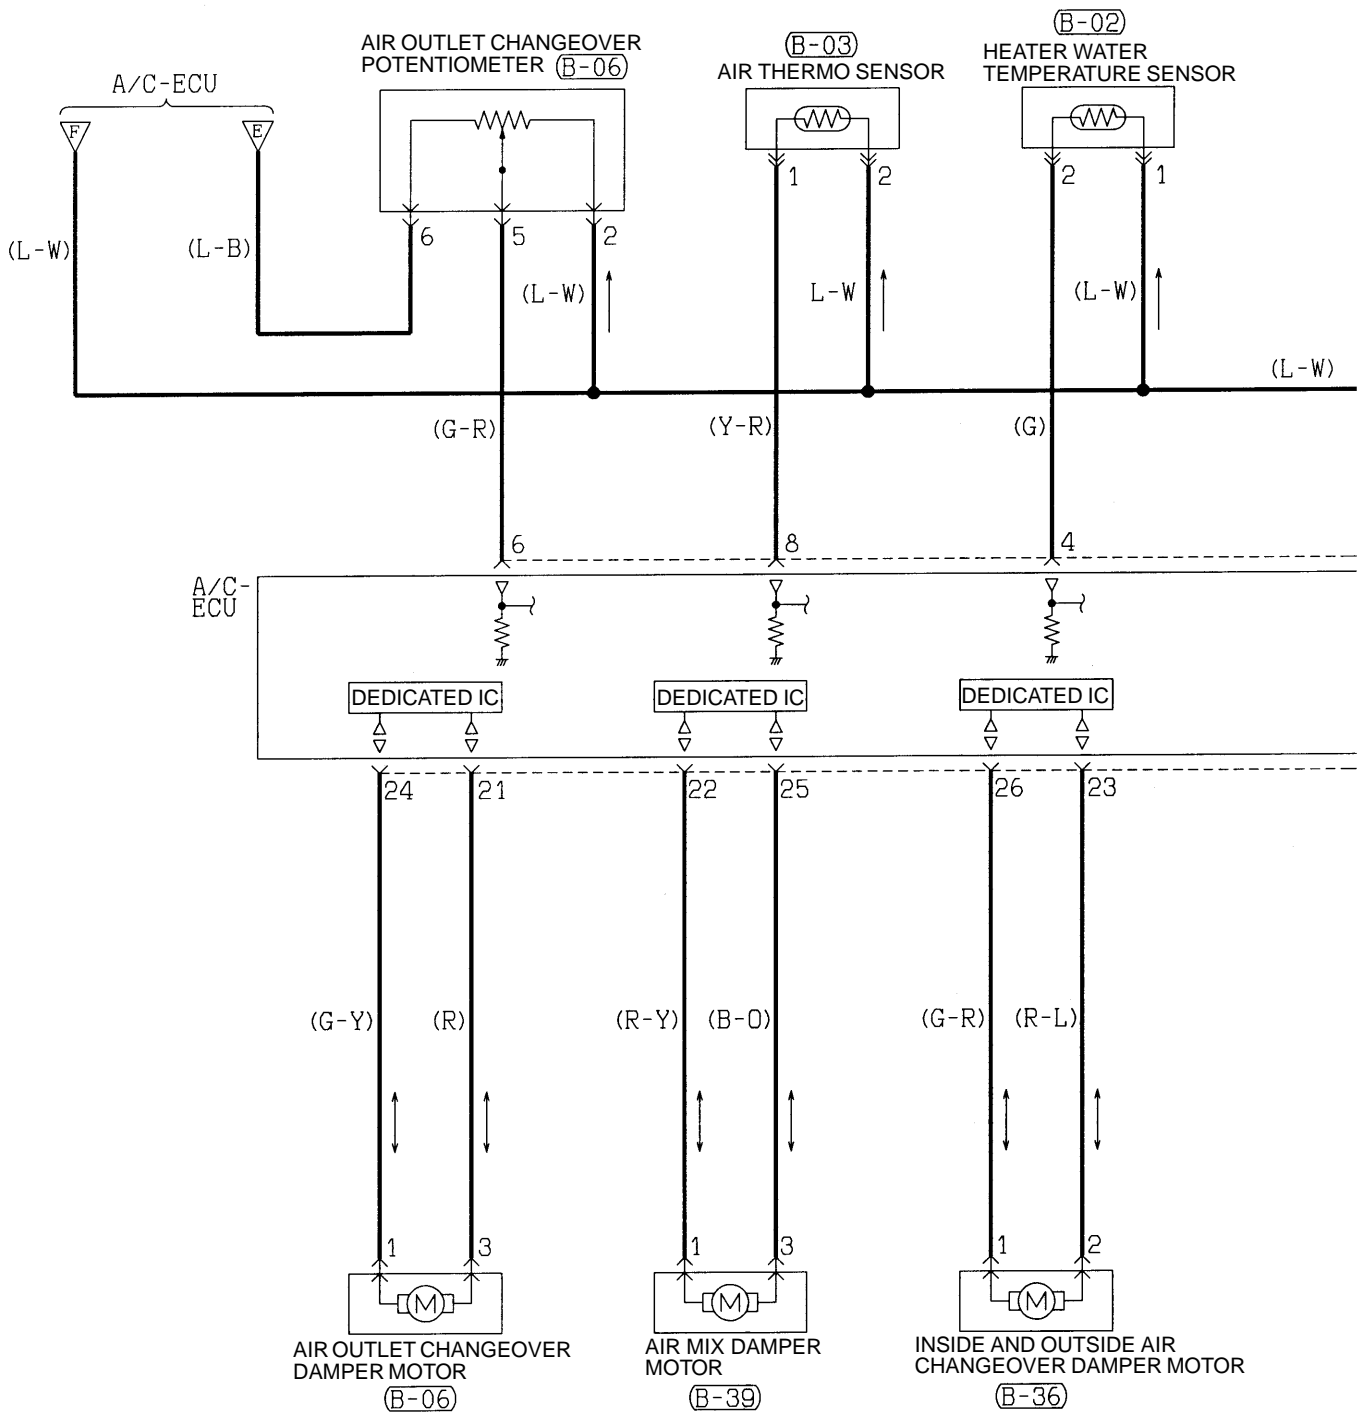 (B-02)
AIR OUTLET CHANGEOVER
POTENTIOMETER (B-06)
(B-03)
AIR THERMO SENSOR
HEATER WATER
TEMPERATURE SENSOR
A/C-ECU
F
E
6
5
2
1
2
2
1
(L-W)
(L-B)
(L-W)
L-W
(L-W)
(L-W)
(G-R)
(Y-R)
(G)
6
8
4
A/C-
ECU
DEDICATED IC
DEDICATED IC
DEDICATED IC
24
21
22
25
26
23
(G-Y)
(R)
(R-Y)
(B-O)
(G-R)
(R-L)
1
3
1
3
1
2
M
M
M
AIR OUTLET CHANGEOVER
DAMPER MOTOR
(B-06)
AIR MIX DAMPER
MOTOR
(B-39)
INSIDE AND OUTSIDE AIR
CHANGEOVER DAMPER MOTOR
(B-36)